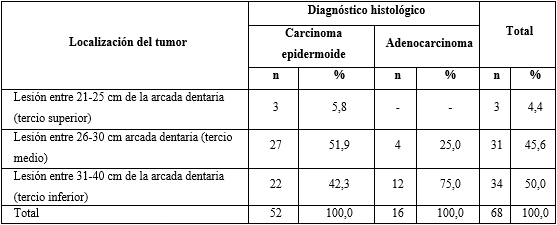 Localización del tumor Diagnóstico histológico Total
Carcinoma epidermoide Adenocarcinoma
n % n % n %
Lesión entre 21-25 cm de la arcada dentaria (tercio superior) 3 5,8 - - 3 4,4
Lesión entre 26-30 cm arcada dentaria (tercio medio) 27 51,9 4 25,0 31 45,6
Lesión entre 31-40 cm de la arcada dentaria (tercio inferior) 22 42,3 12 75,0 34 50,0
Total 52 100,0 16 100,0 68 100,0